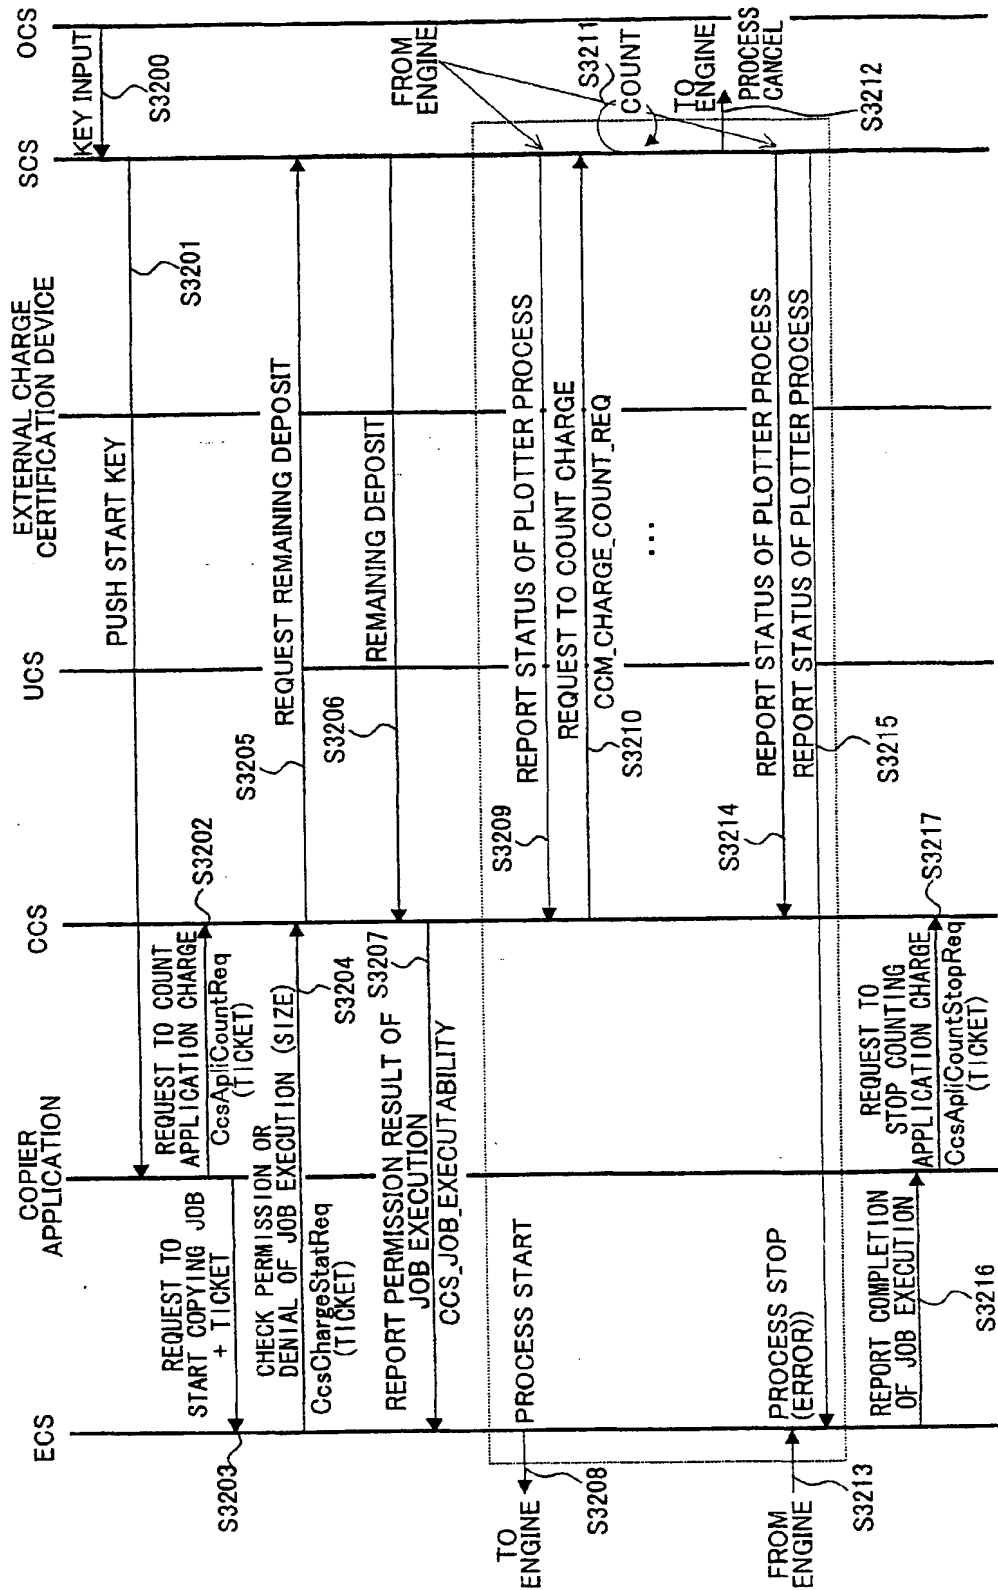 ECS
COPIER
APPLICATION
CCS
UCS
EXTERNAL CHARGE
CERTIFICATION DEVICE
SCS
OCS
KEY INPUT
S3200
PUSH START KEY
S3201
REQUEST TO COUNT
APPLICATION CHARGE
CcsApliCountReq
(TICKET)
S3202
REQUEST TO
START COPYING JOB
+ TICKET
S3203
CHECK PERMISSION OR
DENIAL OF JOB EXECUTION (SIZE)
CcsChargeStatReq
(TICKET)
S3204
REQUEST REMAINING DEPOSIT
S3205
REMAINING DEPOSIT
S3206
REPORT PERMISSION RESULT OF
JOB EXECUTION
CCS_JOB_EXECUTABILITY
S3207
PROCESS START
TO
ENGINE
S3208
FROM
ENGINE
REPORT STATUS OF PLOTTER PROCESS
S3209
REQUEST TO COUNT CHARGE
CCM_CHARGE_COUNT_REQ
S3210
S3211
COUNT
...
TO
ENGINE
PROCESS
CANCEL
S3212
PROCESS STOP
(ERROR))
FROM
ENGINE
S3213
REPORT STATUS OF PLOTTER PROCESS
S3214
REPORT STATUS OF PLOTTER PROCESS
S3215
REPORT COMPLETION
OF JOB EXECUTION
S3216
REQUEST TO
STOP COUNTING
APPLICATION CHARGE
CcsApliCountStopReq
(TICKET)
S3217